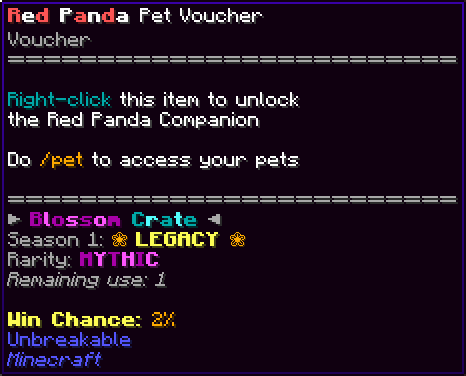 Red Panda Pet Voucher
Voucher
====================================
Right-click this item to unlock
the Red Panda Companion
Do /pet to access your pets
====================================
► Blossom Crate ◄
Season 1: ❀ LEGACY ❀
Rarity: MYTHIC
Remaining use: 1
Win Chance: 2%
Unbreakable
Minecraft